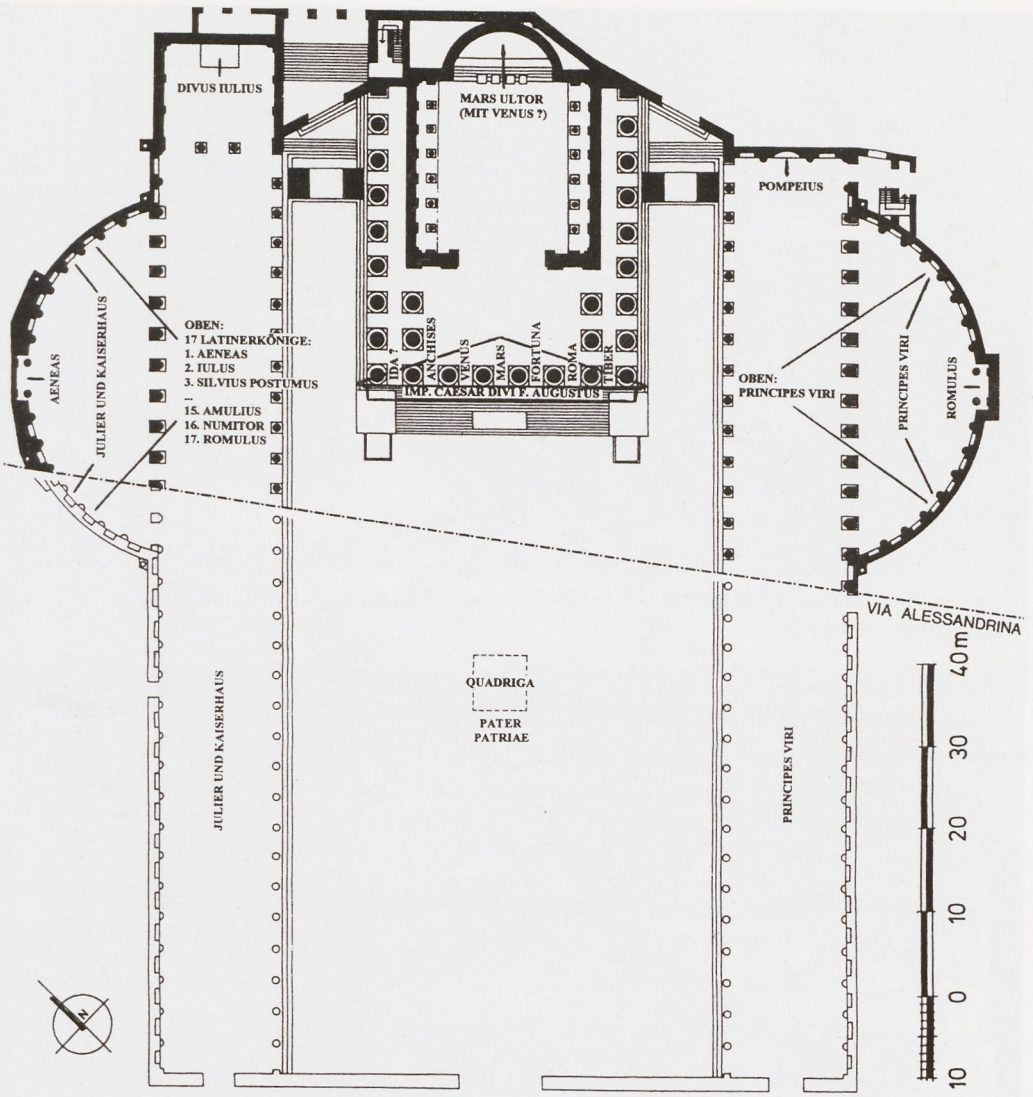 DIVUS IULIUS
MARS ULTOR
(MIT VENUS ?)
POMPEIUS
AENEAS
JULIER UND KAISERHAUS
OBEN:
17 LATINERKÖNIGE:
1. AENEAS
2. IULUS
3. SILVIUS POSTUMUS
...
15. AMULIUS
16. NUMITOR
17. ROMULUS
IDA ?
ANCHISES
VENUS
MARS
FORTUNA
ROMA
TIBER
IMP. CAESAR DIVI F. AUGUSTUS
OBEN:
PRINCIPES VIRI
PRINCIPES VIRI
ROMULUS
VIA ALESSANDRINA
JULIER UND KAISERHAUS
QUADRIGA
PATER
PATRIAE
PRINCIPES VIRI
40 m
30
20
10
0
10
N